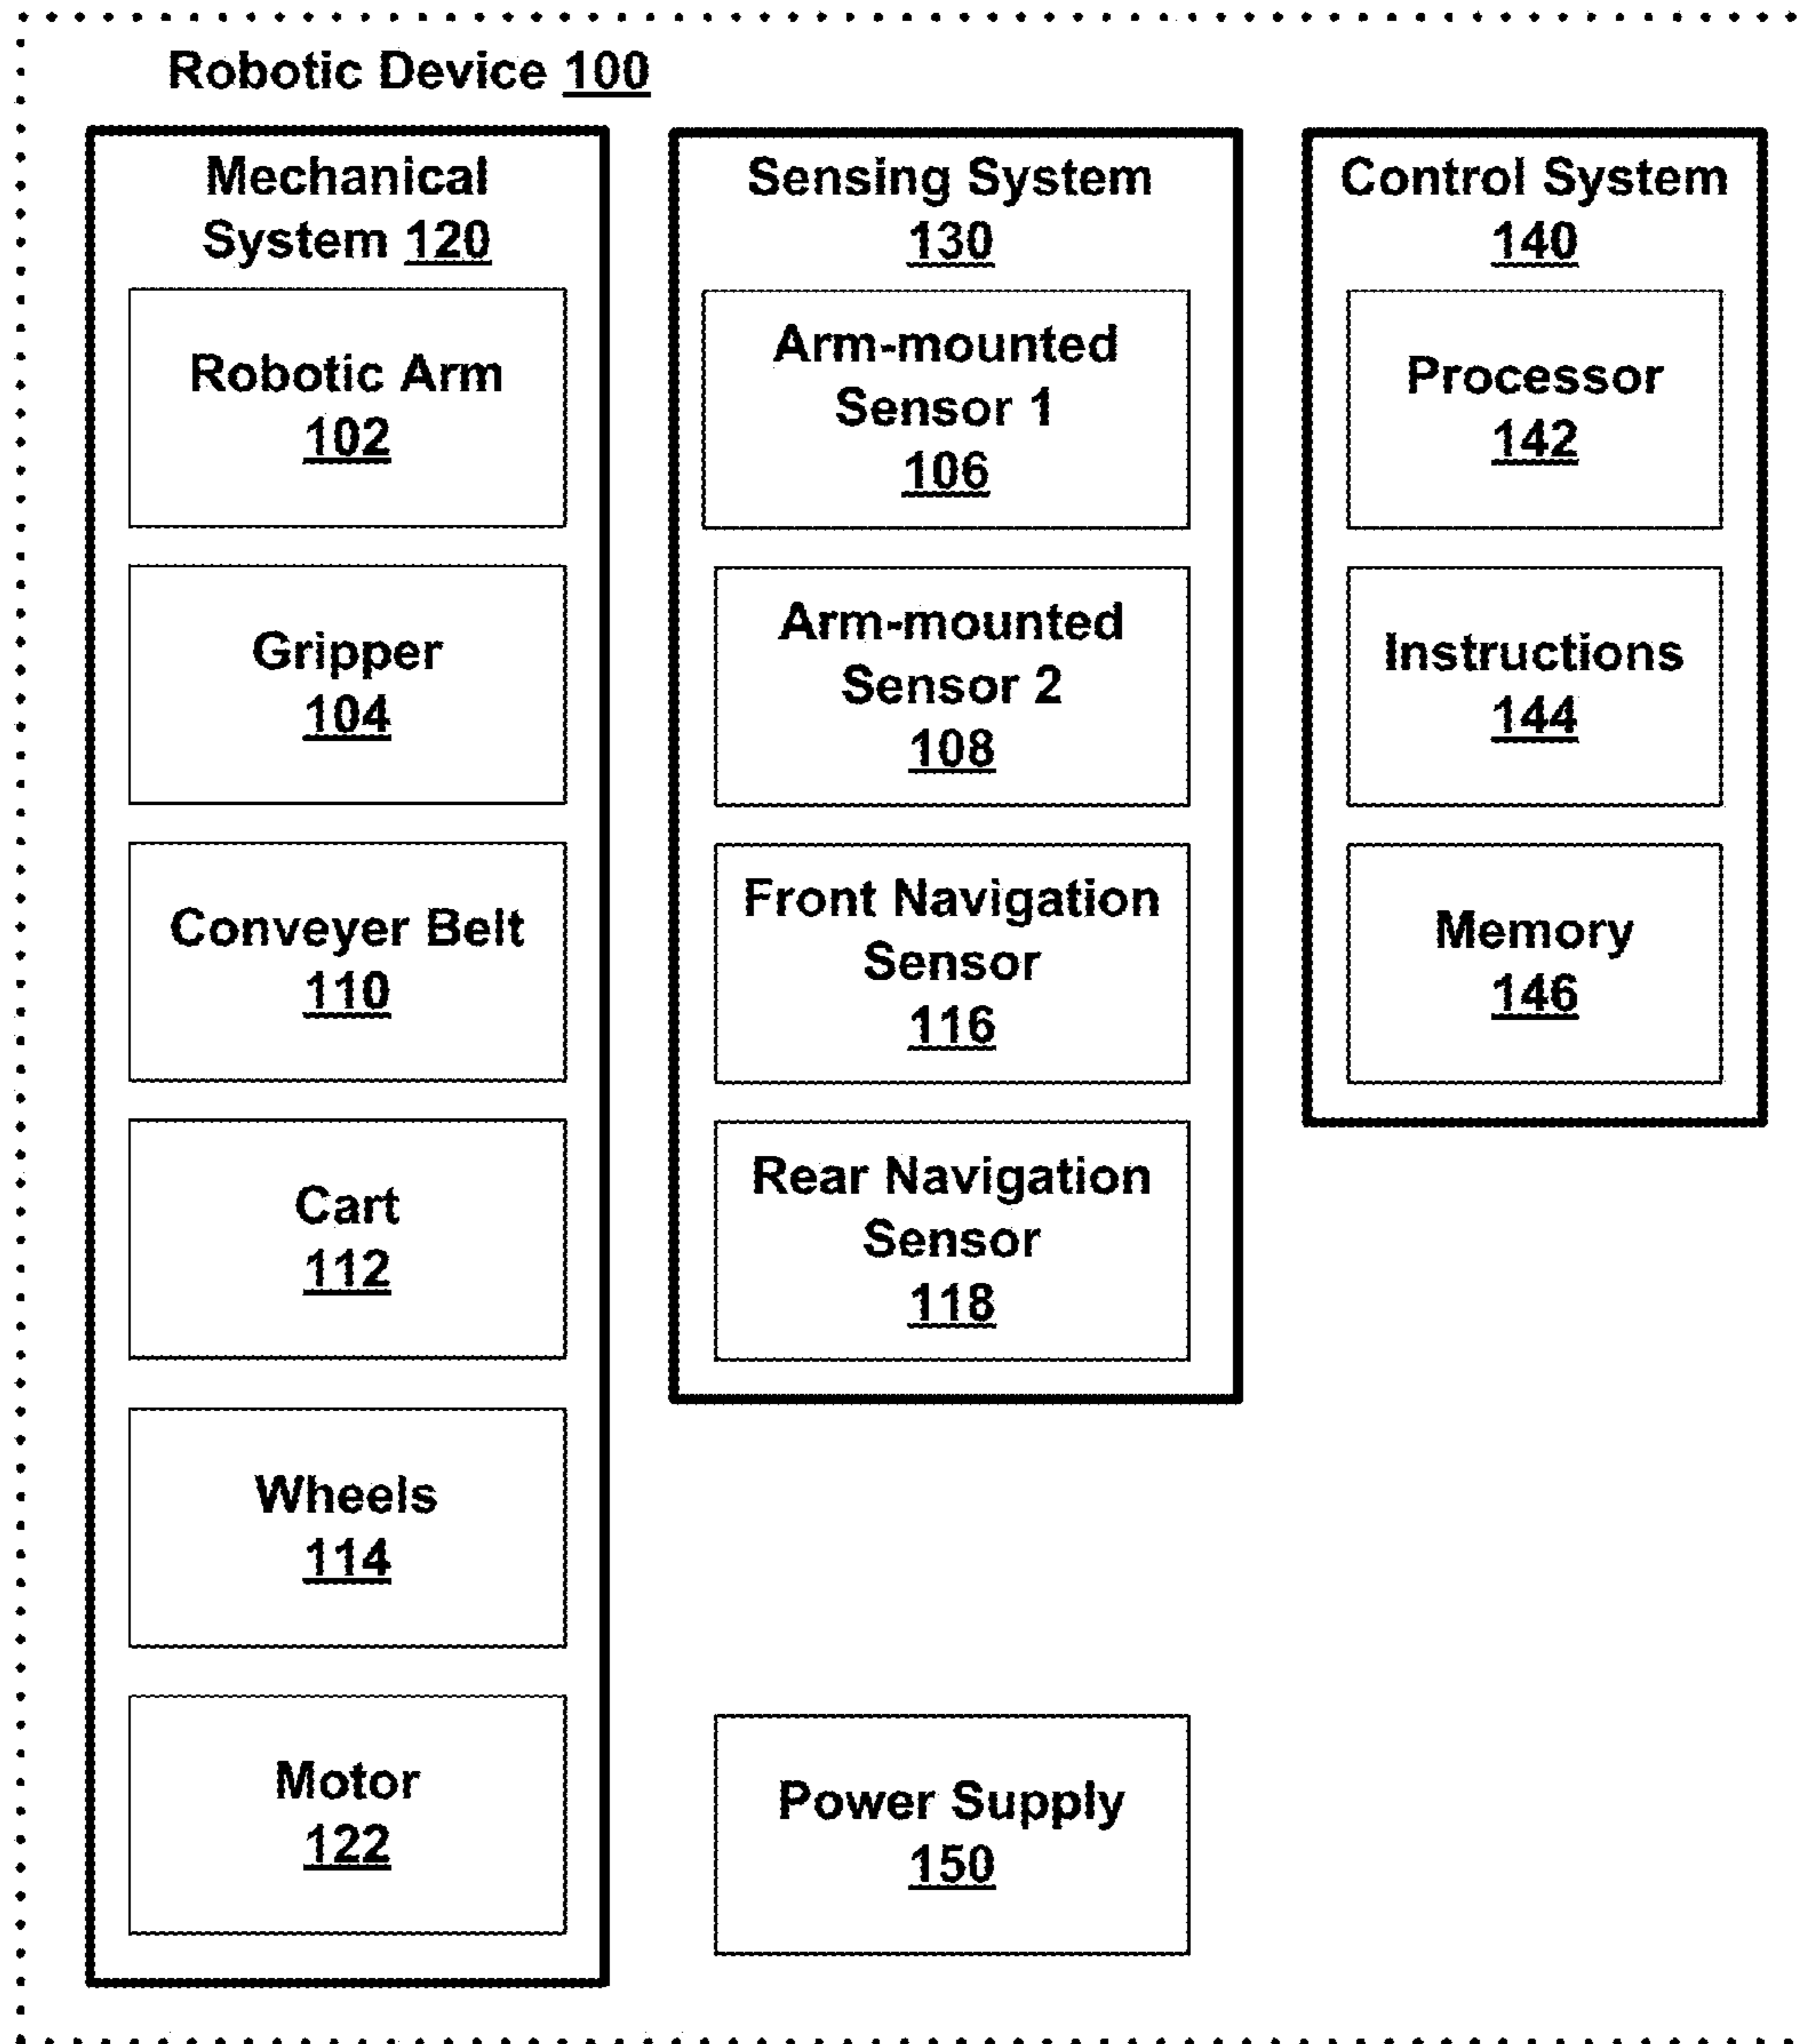 Robotic Device 100
Mechanical
System 120
Robotic Arm
102
Gripper
104
Conveyer Belt
110
Cart
112
Wheels
114
Motor
122
Sensing System
130
Arm-mounted
Sensor 1
106
Arm-mounted
Sensor 2
108
Front Navigation
Sensor
116
Rear Navigation
Sensor
118
Power Supply
150
Control System
140
Processor
142
Instructions
144
Memory
146